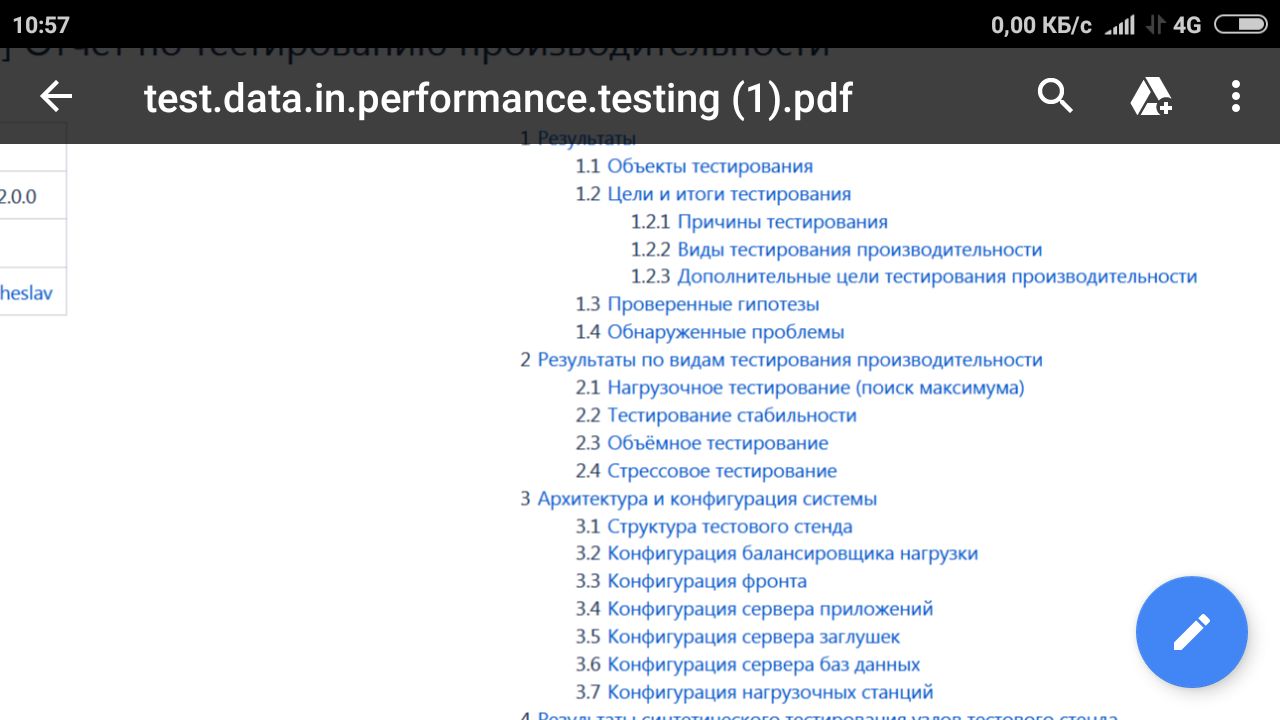 10:57
0,00 КБ/с 4G
] Отчет по тестированию производительности
test.data.in.performance.testing (1).pdf
1 Результаты
1.1 Объекты тестирования
2.0.0
1.2 Цели и итоги тестирования
1.2.1 Причины тестирования
1.2.2 Виды тестирования производительности
1.2.3 Дополнительные цели тестирования производительности
heslav
1.3 Проверенные гипотезы
1.4 Обнаруженные проблемы
2 Результаты по видам тестирования производительности
2.1 Нагрузочное тестирование (поиск максимума)
2.2 Тестирование стабильности
2.3 Объёмное тестирование
2.4 Стрессовое тестирование
3 Архитектура и конфигурация системы
3.1 Структура тестового стенда
3.2 Конфигурация балансировщика нагрузки
3.3 Конфигурация фронта
3.4 Конфигурация сервера приложений
3.5 Конфигурация сервера заглушек
3.6 Конфигурация сервера баз данных
3.7 Конфигурация нагрузочных станций
4 Результаты синтетического тестирования узлов тестового стенда